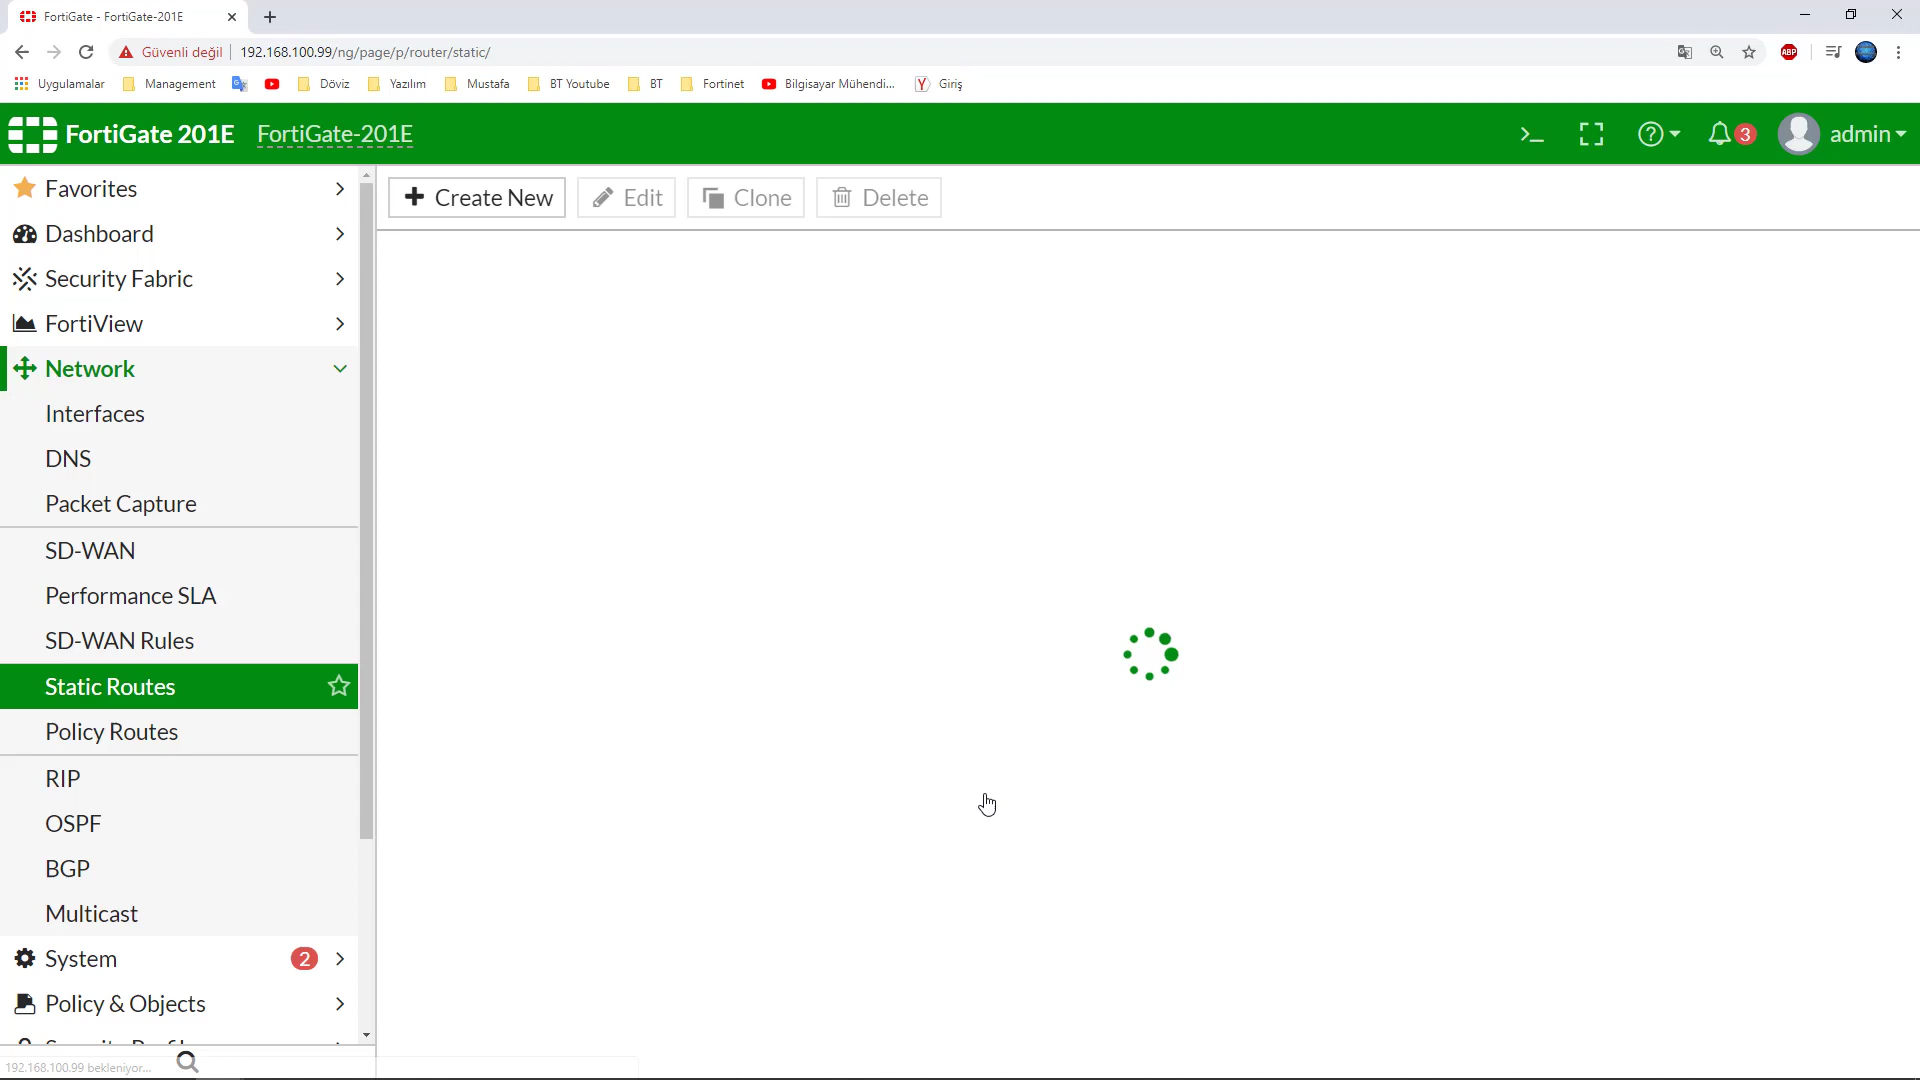 FortiGate - FortiGate-201E
Güvenli değil
192.168.100.99/ng/page/p/router/static/
ABP
Uygulamalar
Management
Döviz
Yazılım
Mustafa
BT Youtube
BT
Fortinet
Bilgisayar Mühendi...
Giriş
FortiGate 201E
FortiGate-201E
3
admin
Favorites
Create New
Edit
Clone
Delete
Dashboard
Security Fabric
FortiView
Network
Interfaces
DNS
Packet Capture
SD-WAN
Performance SLA
SD-WAN Rules
Static Routes
Policy Routes
RIP
OSPF
BGP
Multicast
System
2
Policy & Objects
192.168.100.99 bekleniyor...